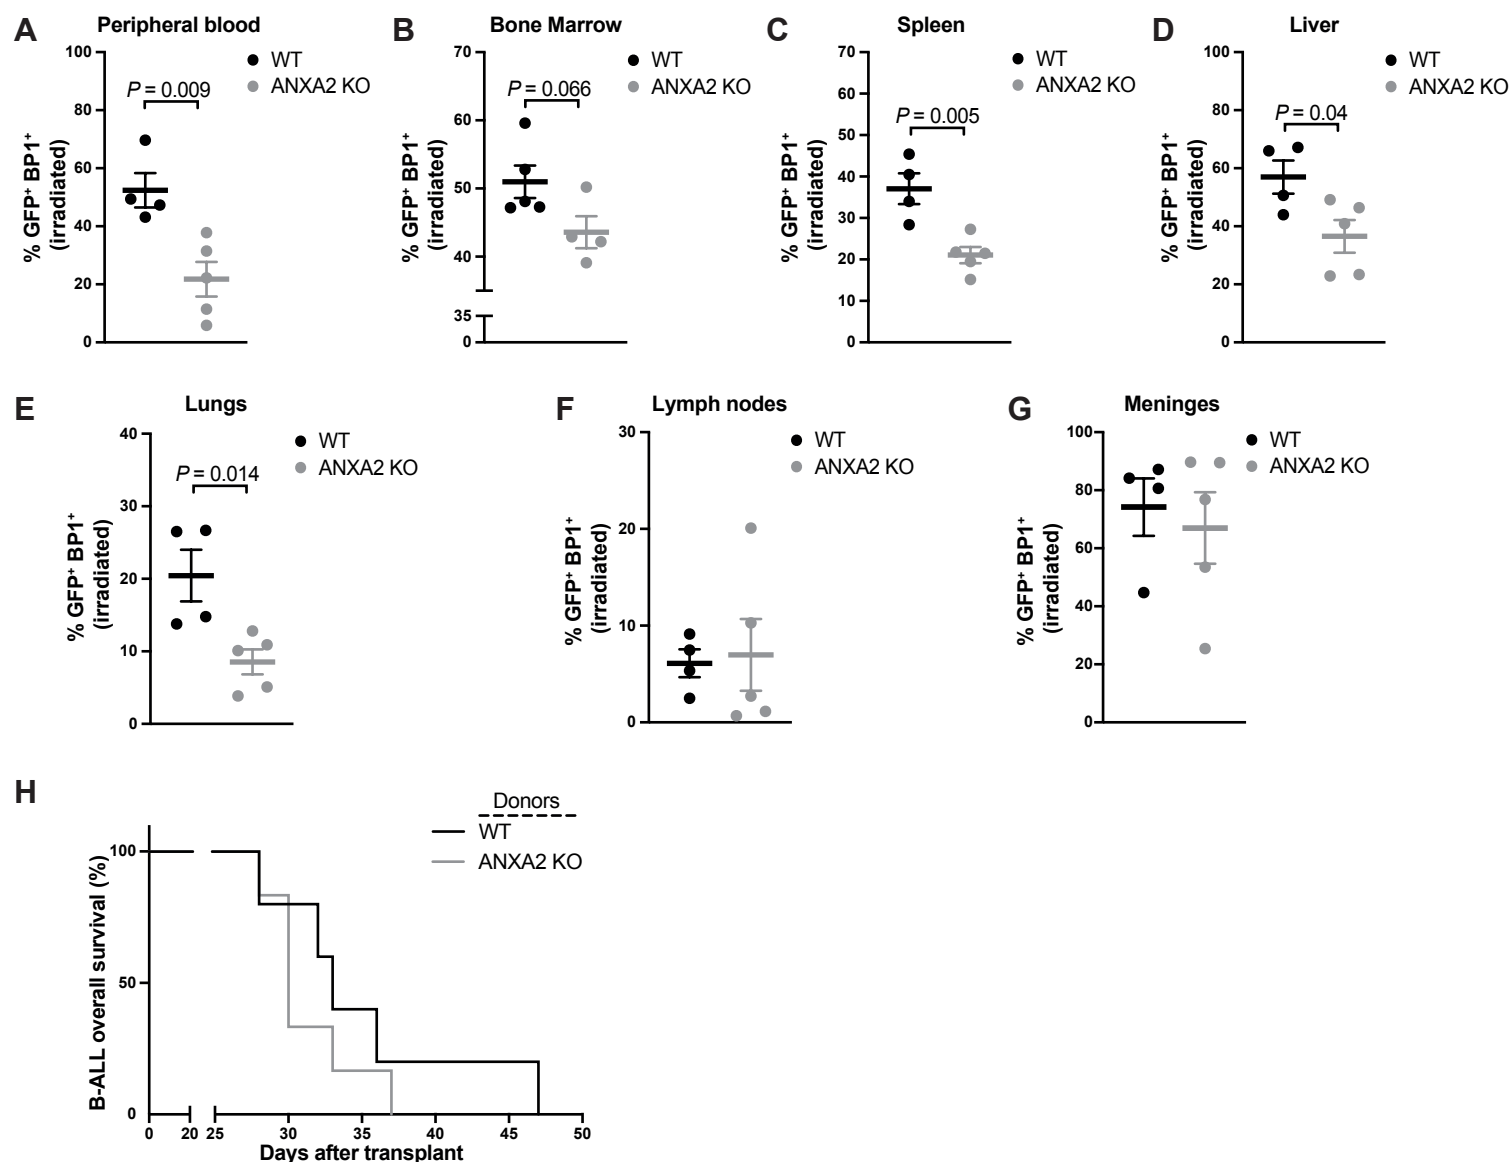 A
Peripheral blood
WT
ANXA2 KO
P = 0.009
% GFP⁺ BP1⁺
(irradiated)
100
80
60
40
20
0
B
Bone Marrow
WT
ANXA2 KO
P = 0.066
% GFP⁺ BP1⁺
(irradiated)
70
60
50
40
35
0
C
Spleen
WT
ANXA2 KO
P = 0.005
% GFP⁺ BP1⁺
(irradiated)
70
60
50
40
30
20
10
0
D
Liver
WT
ANXA2 KO
P = 0.04
% GFP⁺ BP1⁺
(irradiated)
100
80
60
40
20
0
E
Lungs
WT
ANXA2 KO
P = 0.014
% GFP⁺ BP1⁺
(irradiated)
40
30
20
10
0
F
Lymph nodes
WT
ANXA2 KO
% GFP⁺ BP1⁺
(irradiated)
30
20
10
0
G
Meninges
WT
ANXA2 KO
% GFP⁺ BP1⁺
(irradiated)
100
80
60
40
20
0
H
Donors
WT
ANXA2 KO
B-ALL overall survival (%)
100
50
0
0 20 25 30 35 40 45 50
Days after transplant